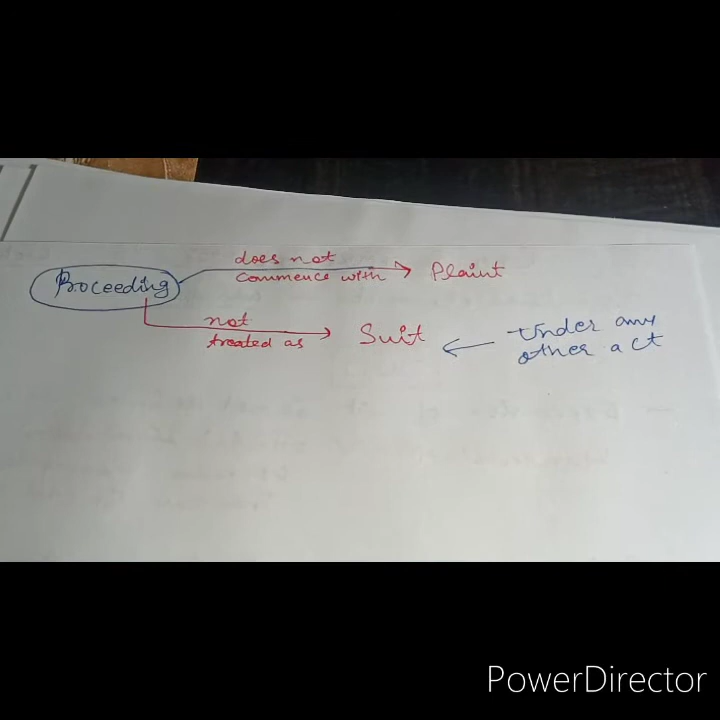 does not
Proceeding commence with Plaint
not
treated as Suit
Under any
other act
PowerDirector